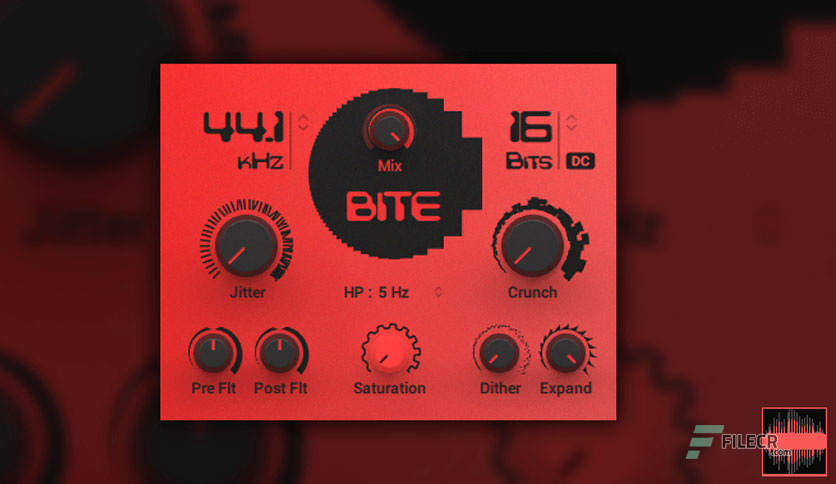 44.1
kHz
16
Bits
DC
Mix
BITE
Jitter
HP : 5 Hz
Crunch
Pre Flt
Post Flt
Saturation
Dither
Expand
FILECR
.com